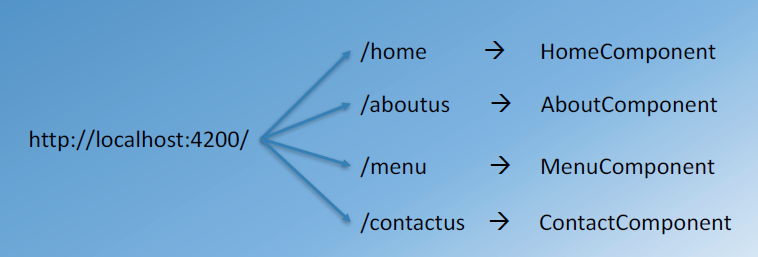 /home → HomeComponent
/aboutus → AboutComponent
http://localhost:4200/
/menu → MenuComponent
/contactus → ContactComponent